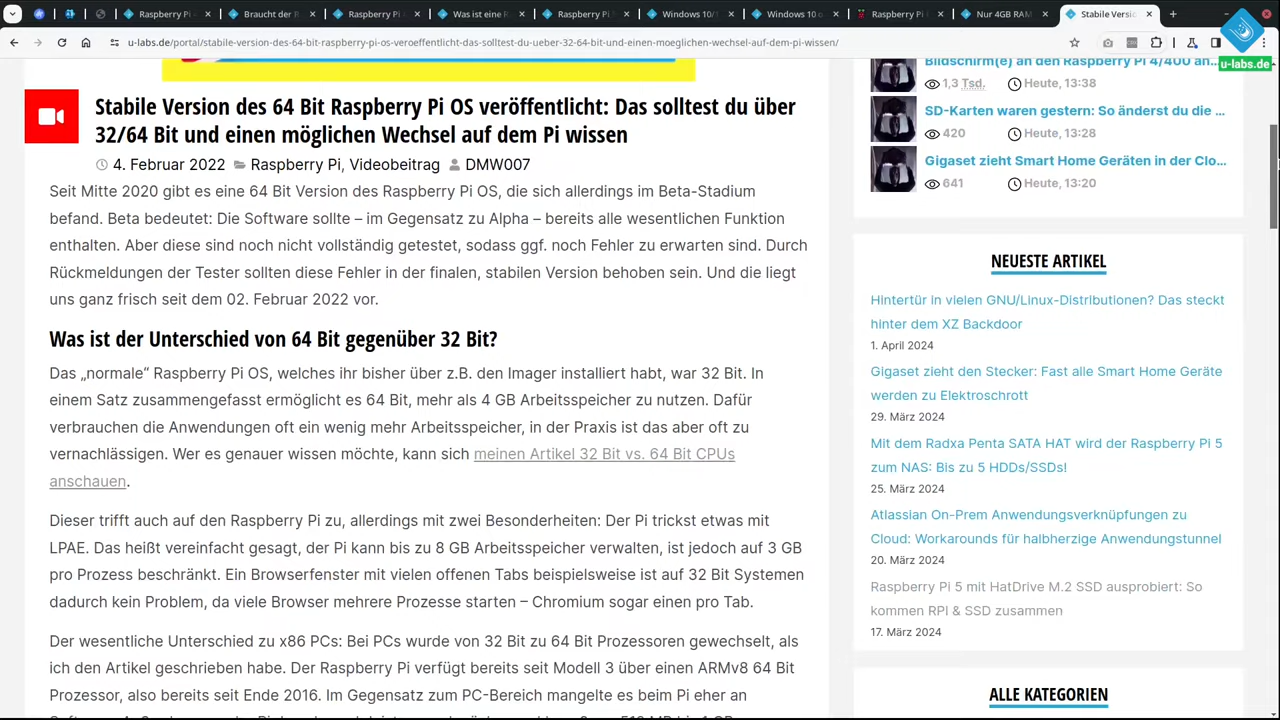 Raspberry Pi
Braucht der R
Raspberry Pi
Was ist eine F
Raspberry Pi
Windows 10/
Windows 10 o
Raspberry Pi
Nur 4GB RAM
Stabile Versio
u-labs.de/portal/stabile-version-des-64-bit-raspberry-pi-os-veroeffentlicht-das-solltest-du-ueber-32-64-bit-und-einen-moeglichen-wechsel-auf-dem-pi-wissen/
u-labs.de
Stabile Version des 64 Bit Raspberry Pi OS veröffentlicht: Das solltest du über
32/64 Bit und einen möglichen Wechsel auf dem Pi wissen
4. Februar 2022 Raspberry Pi, Videobeitrag DMW007
Seit Mitte 2020 gibt es eine 64 Bit Version des Raspberry Pi OS, die sich allerdings im Beta-Stadium
befand. Beta bedeutet: Die Software sollte – im Gegensatz zu Alpha – bereits alle wesentlichen Funktion
enthalten. Aber diese sind noch nicht vollständig getestet, sodass ggf. noch Fehler zu erwarten sind. Durch
Rückmeldungen der Tester sollten diese Fehler in der finalen, stabilen Version behoben sein. Und die liegt
uns ganz frisch seit dem 02. Februar 2022 vor.
Was ist der Unterschied von 64 Bit gegenüber 32 Bit?
Das „normale“ Raspberry Pi OS, welches ihr bisher über z.B. den Imager installiert habt, war 32 Bit. In
einem Satz zusammengefasst ermöglicht es 64 Bit, mehr als 4 GB Arbeitsspeicher zu nutzen. Dafür
verbrauchen die Anwendungen oft ein wenig mehr Arbeitsspeicher, in der Praxis ist das aber oft zu
vernachlässigen. Wer es genauer wissen möchte, kann sich meinen Artikel 32 Bit vs. 64 Bit CPUs
anschauen.
Dieser trifft auch auf den Raspberry Pi zu, allerdings mit zwei Besonderheiten: Der Pi trickst etwas mit
LPAE. Das heißt vereinfacht gesagt, der Pi kann bis zu 8 GB Arbeitsspeicher verwalten, ist jedoch auf 3 GB
pro Prozess beschränkt. Ein Browserfenster mit vielen offenen Tabs beispielsweise ist auf 32 Bit Systemen
dadurch kein Problem, da viele Browser mehrere Prozesse starten – Chromium sogar einen pro Tab.
Der wesentliche Unterschied zu x86 PCs: Bei PCs wurde von 32 Bit zu 64 Bit Prozessoren gewechselt, als
ich den Artikel geschrieben habe. Der Raspberry Pi verfügt bereits seit Modell 3 über einen ARMv8 64 Bit
Prozessor, also bereits seit Ende 2016. Im Gegensatz zum PC-Bereich mangelte es beim Pi eher an
Bildschirm(e) an den Raspberry Pi 4/400 an...
1,3 Tsd. Heute, 13:38
SD-Karten waren gestern: So änderst du die ...
420 Heute, 13:28
Gigaset zieht Smart Home Geräten in der Clo...
641 Heute, 13:20
NEUESTE ARTIKEL
Hintertür in vielen GNU/Linux-Distributionen? Das steckt
hinter dem XZ Backdoor
1. April 2024
Gigaset zieht den Stecker: Fast alle Smart Home Geräte
werden zu Elektroschrott
29. März 2024
Mit dem Radxa Penta SATA HAT wird der Raspberry Pi 5
zum NAS: Bis zu 5 HDDs/SSDs!
25. März 2024
Atlassian On-Prem Anwendungsverknüpfungen zu
Cloud: Workarounds für halbherzige Anwendungstunnel
20. März 2024
Raspberry Pi 5 mit HatDrive M.2 SSD ausprobiert: So
kommen RPI & SSD zusammen
17. März 2024
ALLE KATEGORIEN